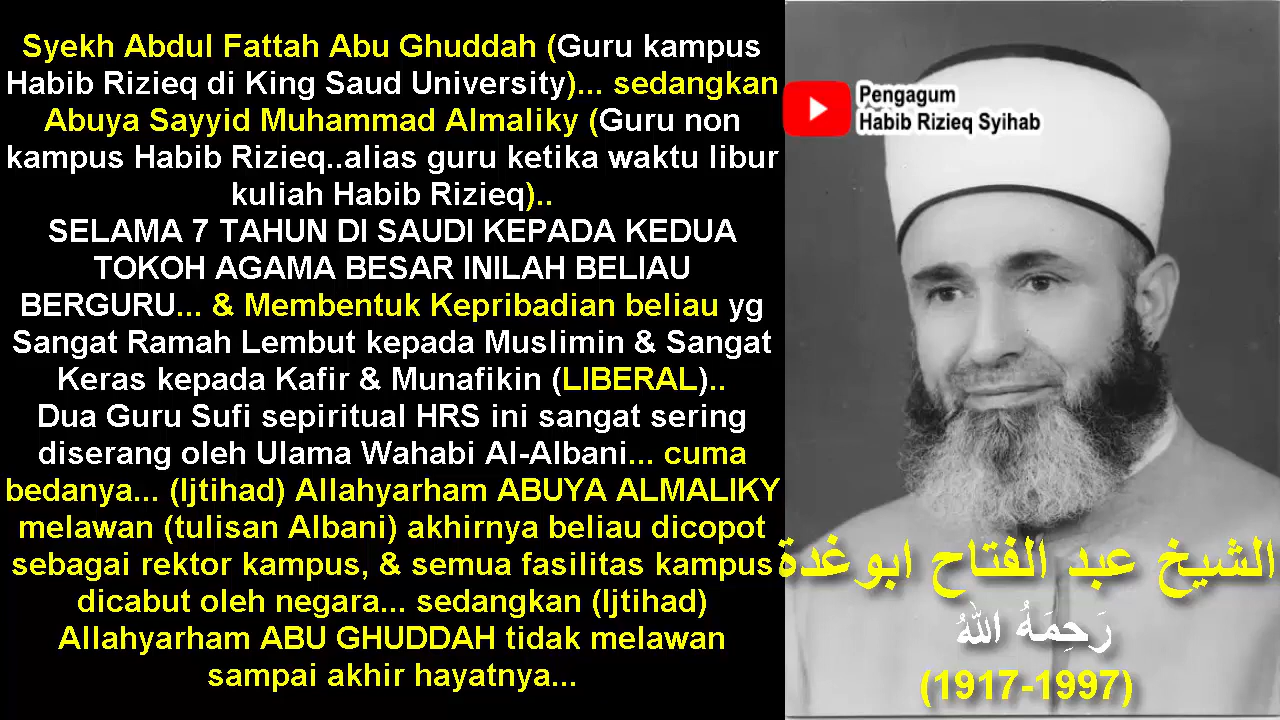 Syekh Abdul Fattah Abu Ghuddah (Guru kampus
Habib Rizieq di King Saud University)... sedangkan
Abuya Sayyid Muhammad Almaliky (Guru non
kampus Habib Rizieq..alias guru ketika waktu libur
kuliah Habib Rizieq)..
SELAMA 7 TAHUN DI SAUDI KEPADA KEDUA
TOKOH AGAMA BESAR INILAH BELIAU
BERGURU... & Membentuk Kepribadian beliau yg
Sangat Ramah Lembut kepada Muslimin & Sangat
Keras kepada Kafir & Munafikin (LIBERAL)..
Dua Guru Sufi sepiritual HRS ini sangat sering
diserang oleh Ulama Wahabi Al-Albani... cuma
bedanya... (Ijtihad) Allahyarham ABUYA ALMALIKY
melawan (tulisan Albani) akhirnya beliau dicopot
sebagai rektor kampus, & semua fasilitas kampus
dicabut oleh negara... sedangkan (Ijtihad)
Allahyarham ABU GHUDDAH tidak melawan
sampai akhir hayatnya...
Pengagum
Habib Rizieq Syihab
الشيخ عبد الفتاح ابوغدة
رَحِمَهُ اللهُ
(1917-1997)